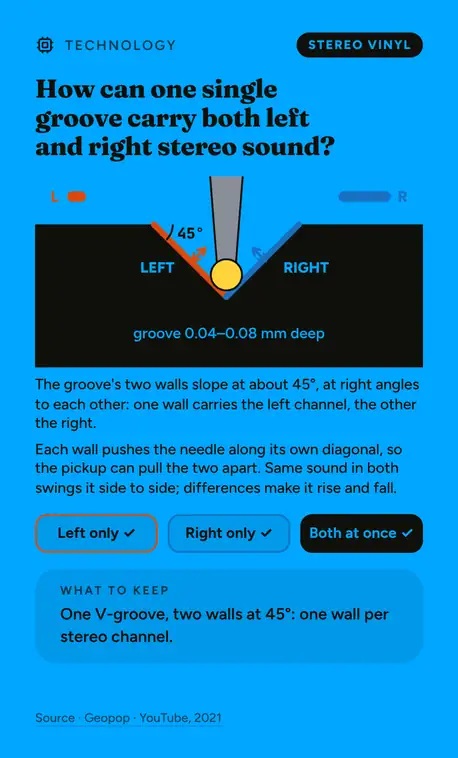 TECHNOLOGY
STEREO VINYL
How can one single
groove carry both left
and right stereo sound?
L
R
45°
LEFT
RIGHT
groove 0.04–0.08 mm deep
The groove's two walls slope at about 45°, at right angles
to each other: one wall carries the left channel, the other
the right.
Each wall pushes the needle along its own diagonal, so
the pickup can pull the two apart. Same sound in both
swings it side to side; differences make it rise and fall.
Left only ✓
Right only ✓
Both at once ✓
WHAT TO KEEP
One V-groove, two walls at 45°: one wall per
stereo channel.
Source · Geopop · YouTube, 2021